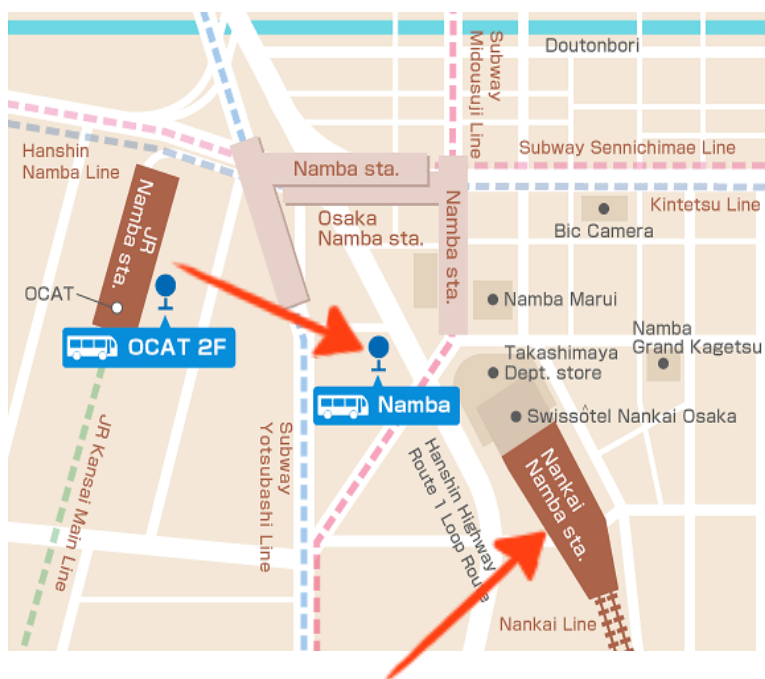 Doutonbori
Subway
Midousuji Line
Subway Sennichimae Line
Hanshin
Namba Line
Namba sta.
Kintetsu Line
JR
Namba sta.
Osaka
Namba sta.
Namba sta.
Bic Camera
OCAT
Namba Marui
OCAT 2F
Namba
Grand Kagetsu
Takashimaya
Dept. store
Namba
Swissôtel Nankai Osaka
JR Kansai Main Line
Subway
Yotsubashi Line
Hanshin Highway
Route 1 Loop Route
Nankai
Namba sta.
Nankai Line